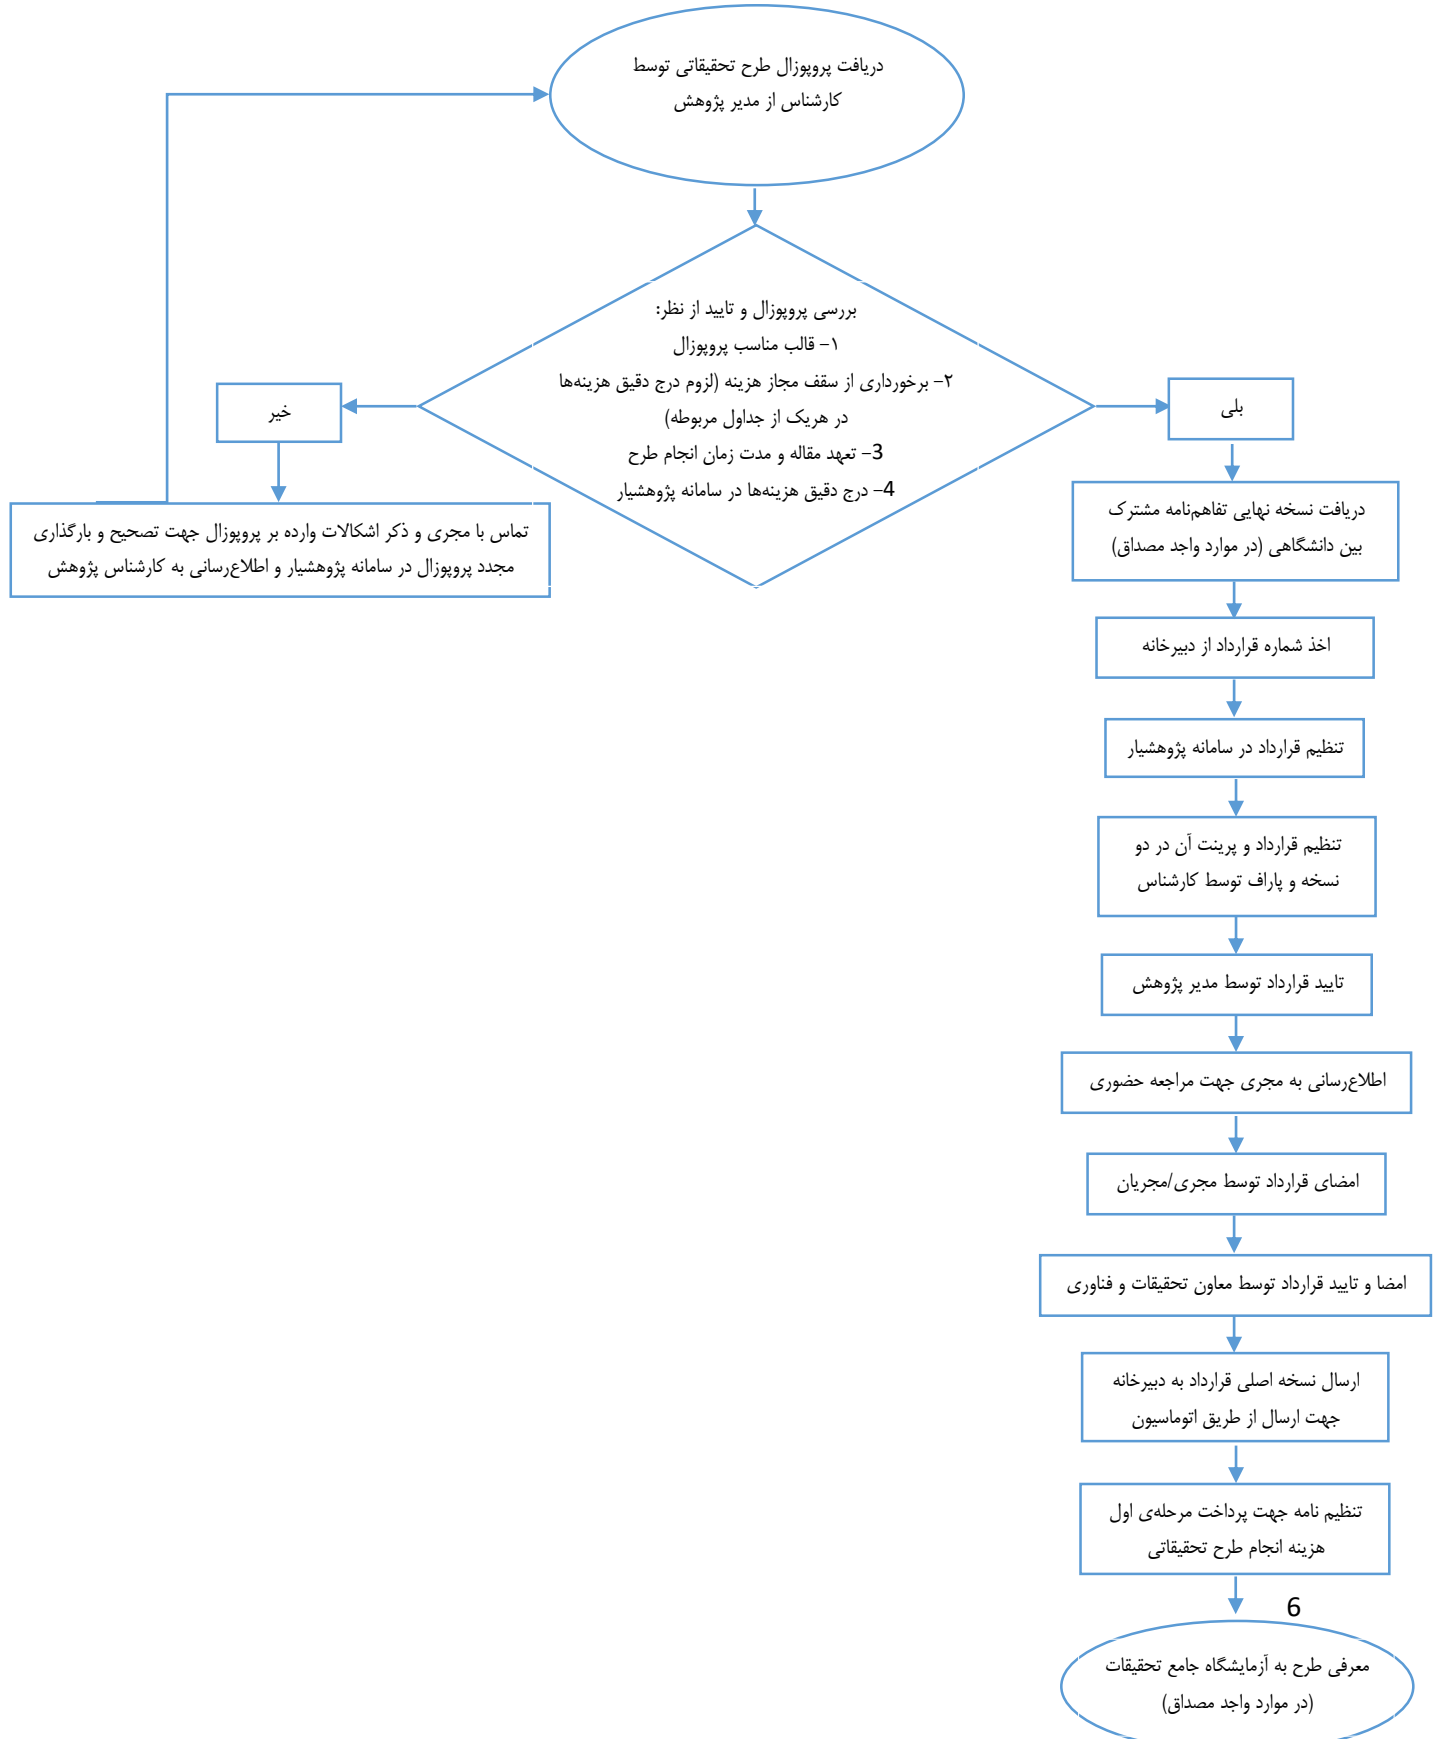 دریافت پروپوزال طرح تحقیقاتی توسط
کارشناس از مدیر پژوهش
بررسی پروپوزال و تایید از نظر:
۱- قالب مناسب پروپوزال
۲- برخورداری از سقف مجاز هزینه (لزوم درج دقیق هزینه‌ها
در هریک از جداول مربوطه)
3- تعهد مقاله و مدت زمان انجام طرح
4- درج دقیق هزینه‌ها در سامانه پژوهشیار
خیر
تماس با مجری و ذکر اشکالات وارده بر پروپوزال جهت تصحیح و بارگذاری
مجدد پروپوزال در سامانه پژوهشیار و اطلاع‌رسانی به کارشناس پژوهش
بلی
دریافت نسخه نهایی تفاهم‌نامه مشترک
بین دانشگاهی (در موارد واجد مصداق)
اخذ شماره قرارداد از دبیرخانه
تنظیم قرارداد در سامانه پژوهشیار
تنظیم قرارداد و پرینت آن در دو
نسخه و پاراف توسط کارشناس
تایید قرارداد توسط مدیر پژوهش
اطلاع‌رسانی به مجری جهت مراجعه حضوری
امضای قرارداد توسط مجری/مجریان
امضا و تایید قرارداد توسط معاون تحقیقات و فناوری
ارسال نسخه اصلی قرارداد به دبیرخانه
جهت ارسال از طریق اتوماسیون
تنظیم نامه جهت پرداخت مرحله‌ی اول
هزینه انجام طرح تحقیقاتی
6
معرفی طرح به آزمایشگاه جامع تحقیقات
(در موارد واجد مصداق)